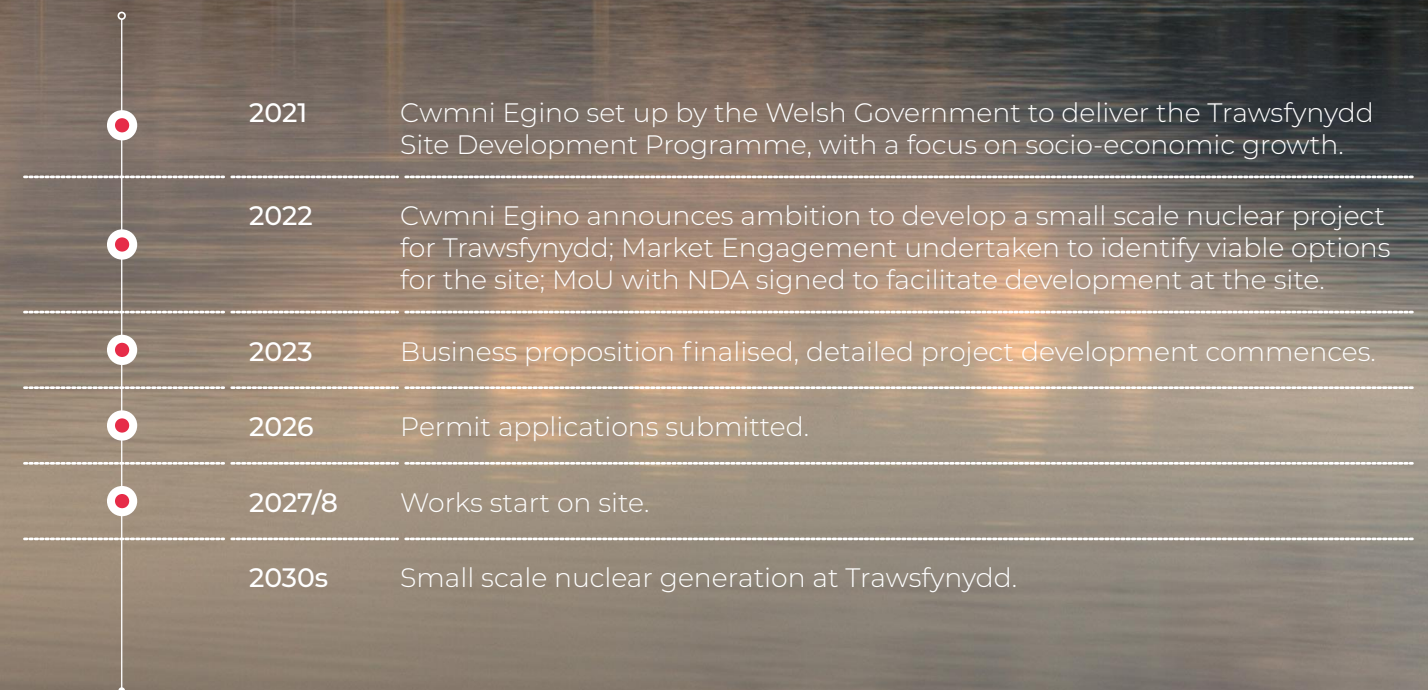 2021 Cwmni Egino set up by the Welsh Government to deliver the Trawsfynydd
Site Development Programme, with a focus on socio-economic growth.
2022 Cwmni Egino announces ambition to develop a small scale nuclear project
for Trawsfynydd; Market Engagement undertaken to identify viable options
for the site; MoU with NDA signed to facilitate development at the site.
2023 Business proposition finalised, detailed project development commences.
2026 Permit applications submitted.
2027/8 Works start on site.
2030s Small scale nuclear generation at Trawsfynydd.